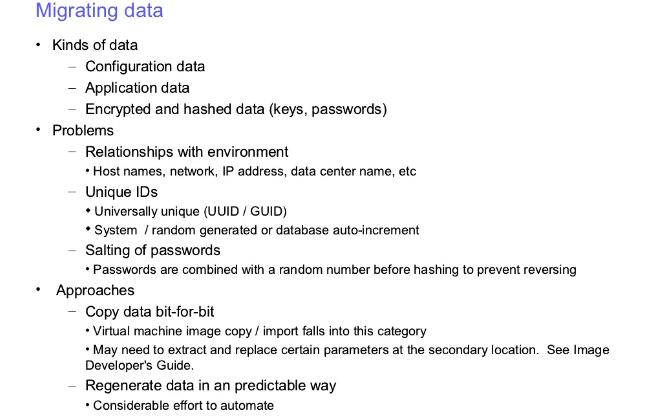 Migrating data
• Kinds of data
– Configuration data
– Application data
– Encrypted and hashed data (keys, passwords)
• Problems
– Relationships with environment
• Host names, network, IP address, data center name, etc
– Unique IDs
• Universally unique (UUID / GUID)
• System / random generated or database auto-increment
– Salting of passwords
• Passwords are combined with a random number before hashing to prevent reversing
• Approaches
– Copy data bit-for-bit
• Virtual machine image copy / import falls into this category
• May need to extract and replace certain parameters at the secondary location. See Image
Developer's Guide.
– Regenerate data in an predictable way
• Considerable effort to automate